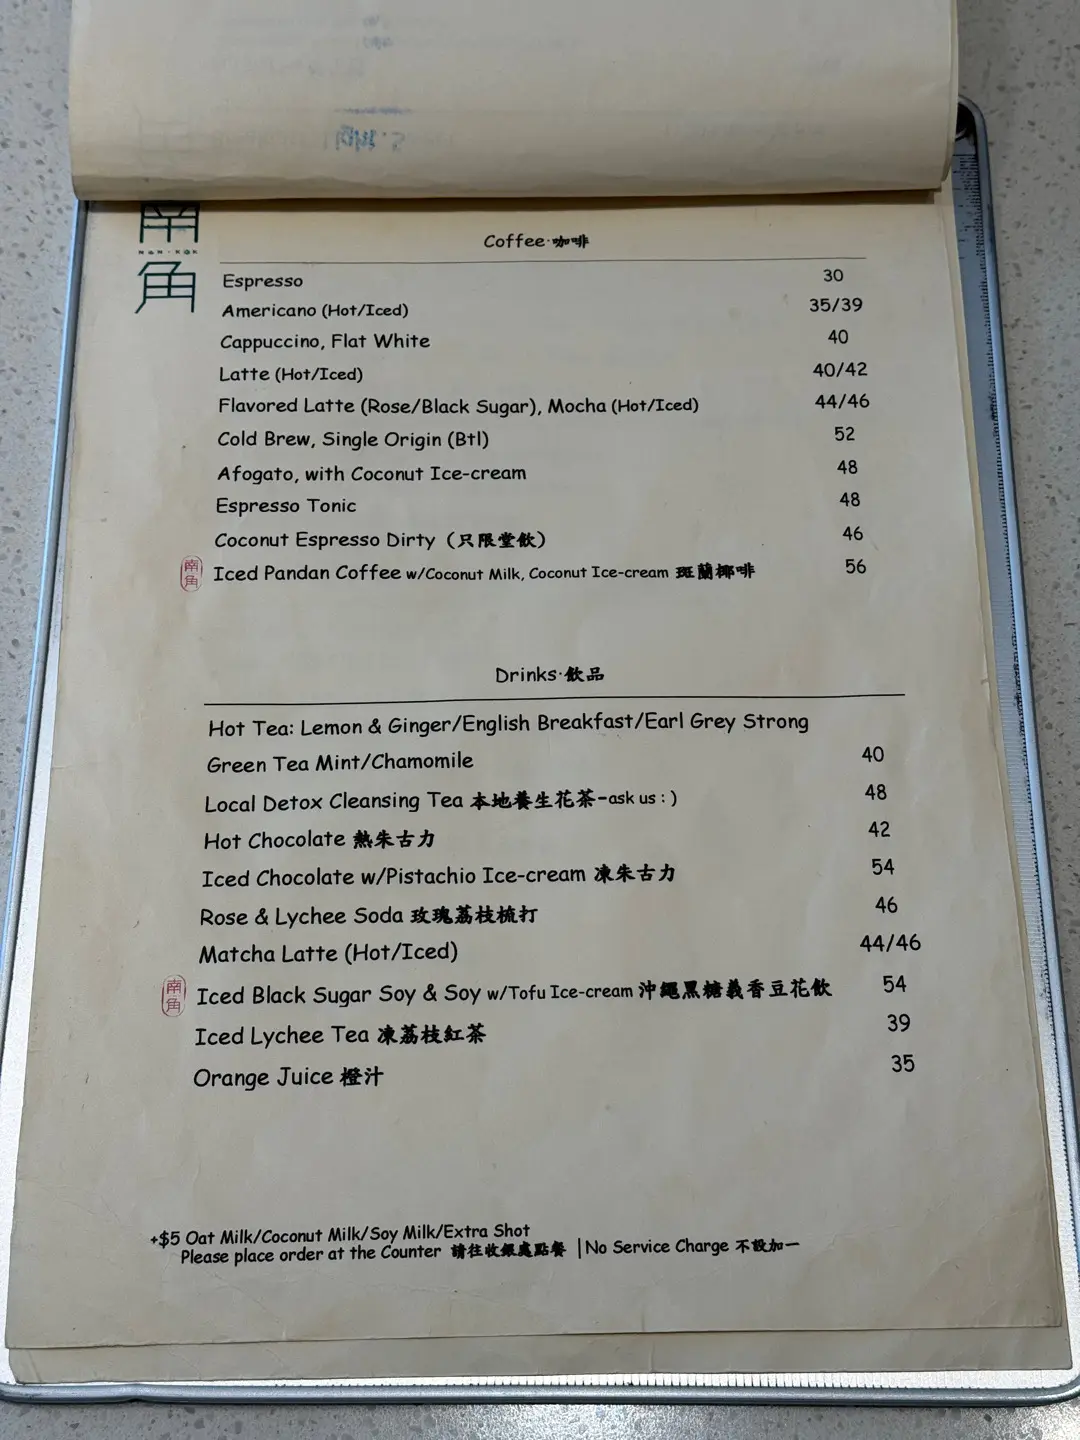 南
NAM·KOK
角
Coffee·咖啡
Espresso 30
Americano (Hot/Iced) 35/39
Cappuccino, Flat White 40
Latte (Hot/Iced) 40/42
Flavored Latte (Rose/Black Sugar), Mocha (Hot/Iced) 44/46
Cold Brew, Single Origin (Btl) 52
Afogato, with Coconut Ice-cream 48
Espresso Tonic 48
Coconut Espresso Dirty (只限堂飲) 46
南角 Iced Pandan Coffee w/Coconut Milk, Coconut Ice-cream 斑蘭椰啡 56
Drinks·飲品
Hot Tea: Lemon & Ginger/English Breakfast/Earl Grey Strong
Green Tea Mint/Chamomile 40
Local Detox Cleansing Tea 本地養生花茶-ask us : ) 48
Hot Chocolate 熱朱古力 42
Iced Chocolate w/Pistachio Ice-cream 凍朱古力 54
Rose & Lychee Soda 玫瑰荔枝梳打 46
Matcha Latte (Hot/Iced) 44/46
南角 Iced Black Sugar Soy & Soy w/Tofu Ice-cream 沖繩黑糖義香豆花飲 54
Iced Lychee Tea 凍荔枝紅茶 39
Orange Juice 橙汁 35
+$5 Oat Milk/Coconut Milk/Soy Milk/Extra Shot
Please place order at the Counter 請往收銀處點餐 | No Service Charge 不設加一